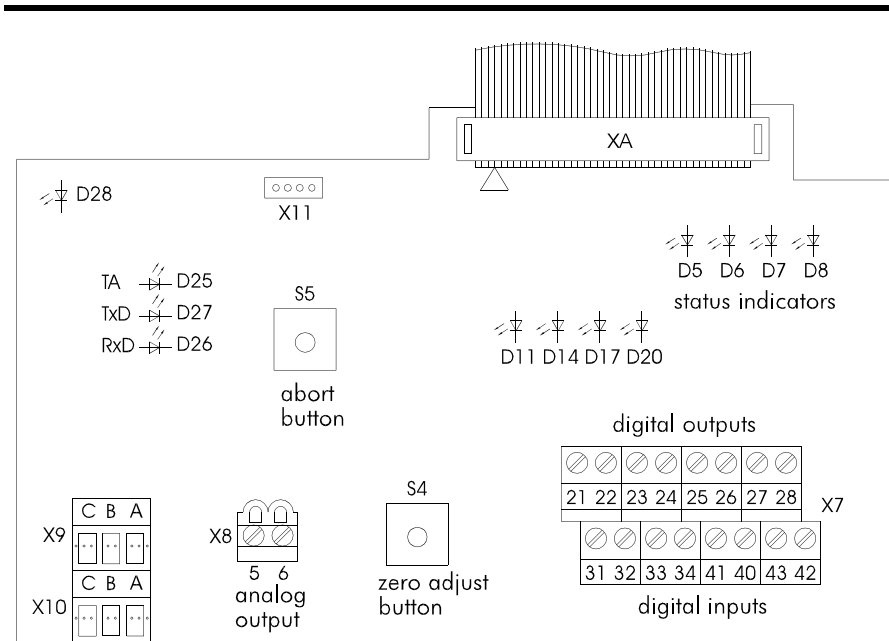 XA
D28
X11
D5 D6 D7 D8
status indicators
TA D25
TxD D27
RxD D26
S5
abort
button
D11 D14 D17 D20
digital outputs
21 22 23 24 25 26 27 28
X7
31 32 33 34 41 40 43 42
digital inputs
S4
zero adjust
button
X8
5 6
analog
output
C B A
X9
C B A
X10